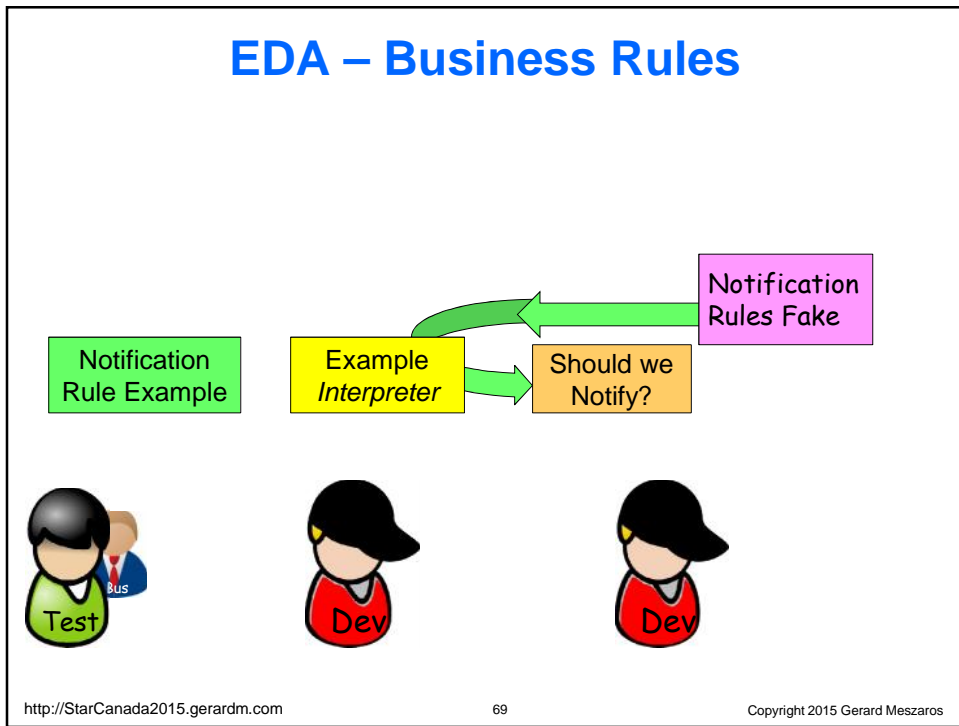 EDA – Business Rules
Notification
Rules Fake
Notification
Rule Example
Example
Interpreter
Should we
Notify?
Bus
Test
Dev
Dev
http://StarCanada2015.gerardm.com
69
Copyright 2015 Gerard Meszaros